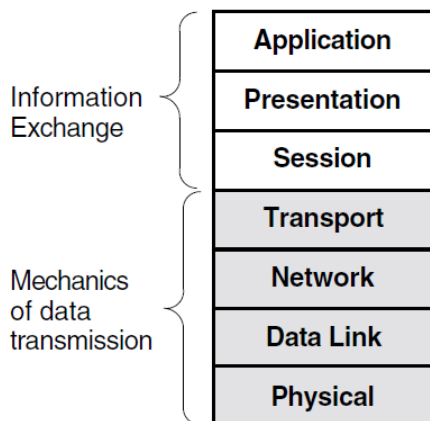 Application
Presentation
Session
Transport
Network
Data Link
Physical
Information
Exchange
Mechanics
of data
transmission